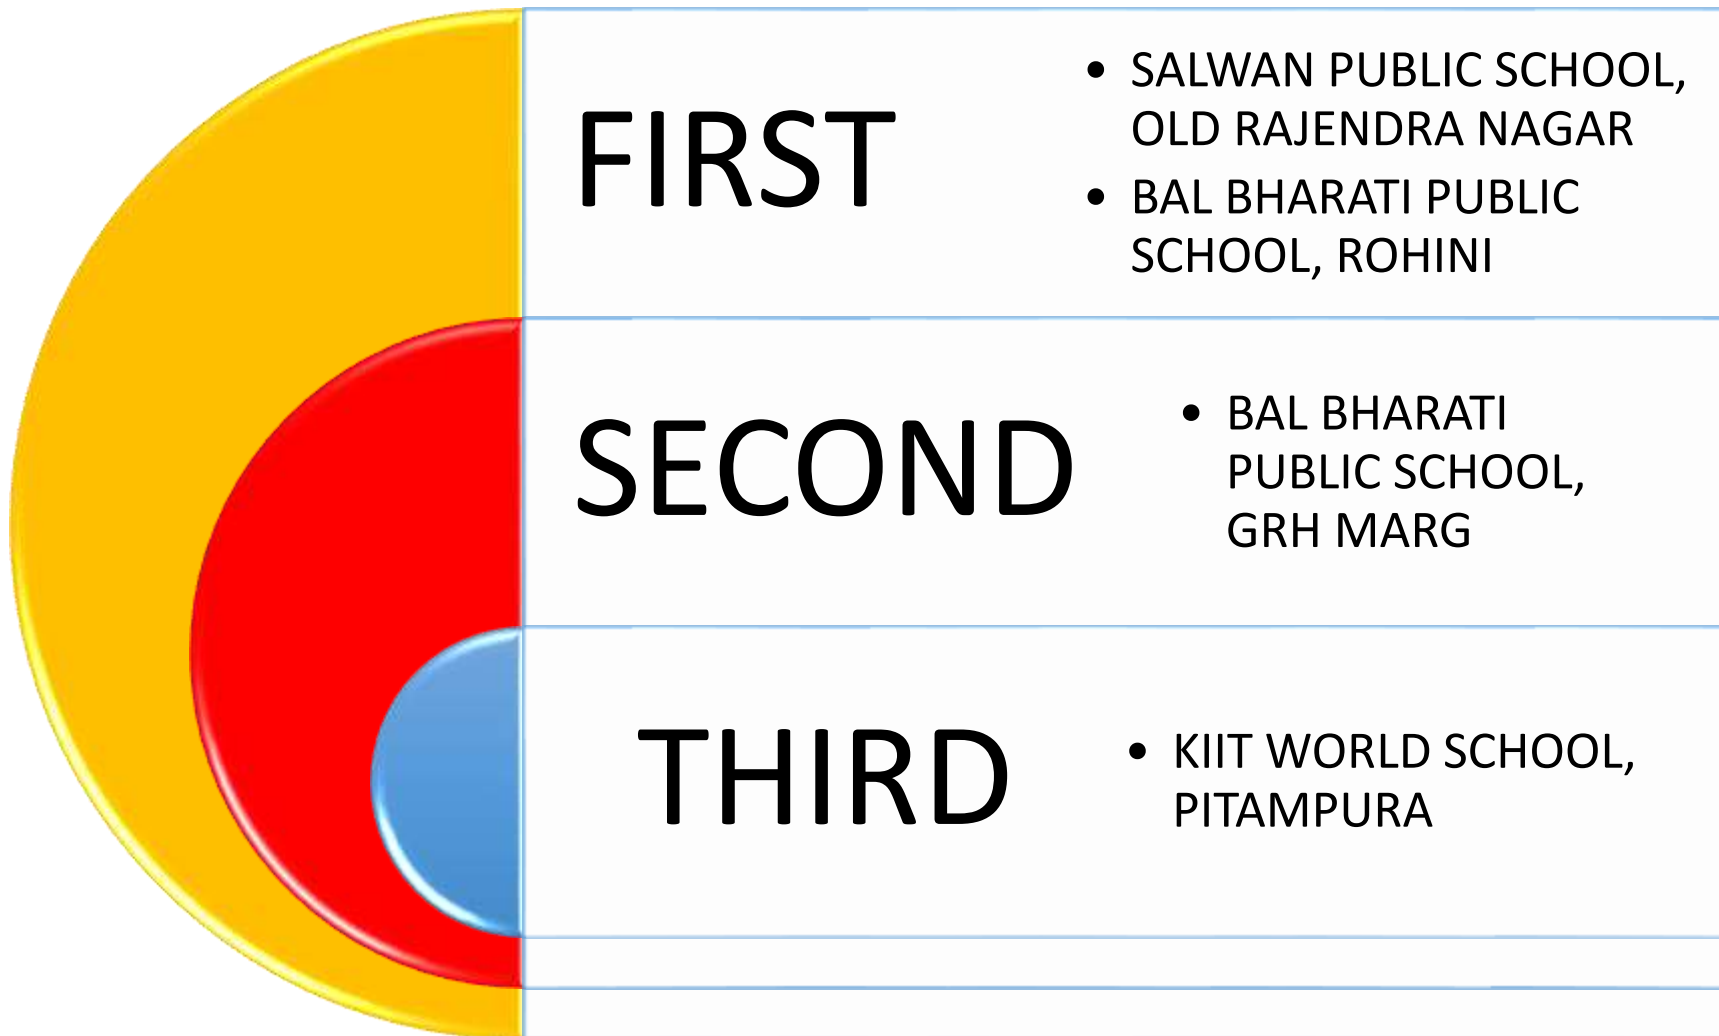 FIRST
• SALWAN PUBLIC SCHOOL,
OLD RAJENDRA NAGAR
• BAL BHARATI PUBLIC
SCHOOL, ROHINI
SECOND
• BAL BHARATI
PUBLIC SCHOOL,
GRH MARG
THIRD
• KIIT WORLD SCHOOL,
PITAMPURA